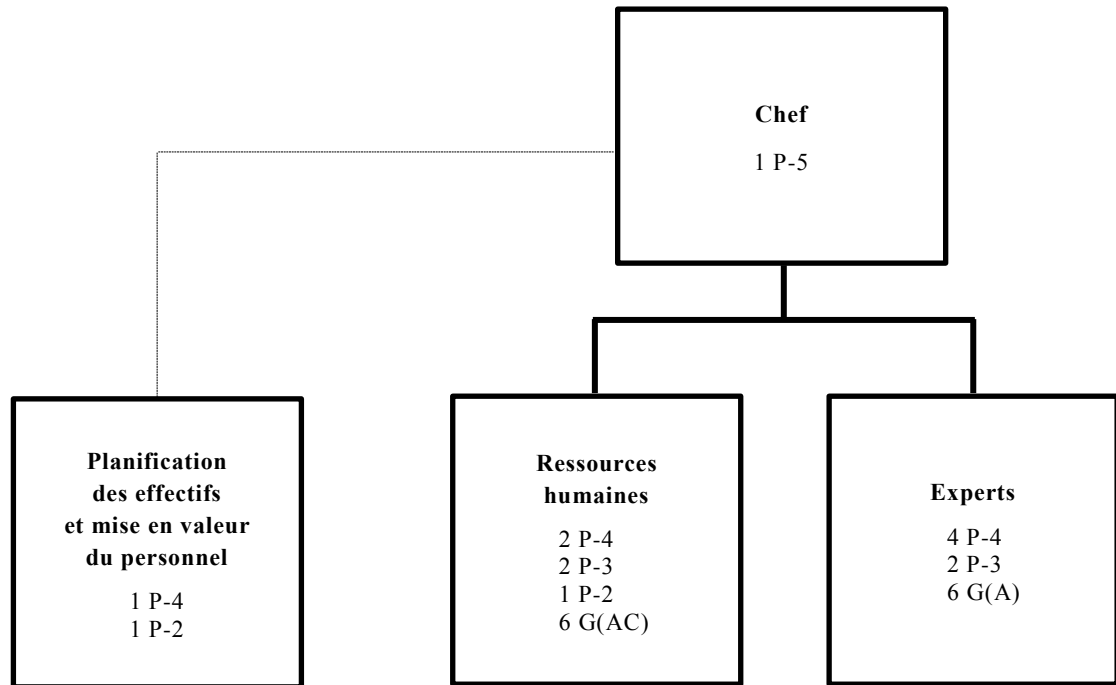 Chef
1 P-5
Planification
des effectifs
et mise en valeur
du personnel
1 P-4
1 P-2
Ressources
humaines
2 P-4
2 P-3
1 P-2
6 G(AC)
Experts
4 P-4
2 P-3
6 G(A)